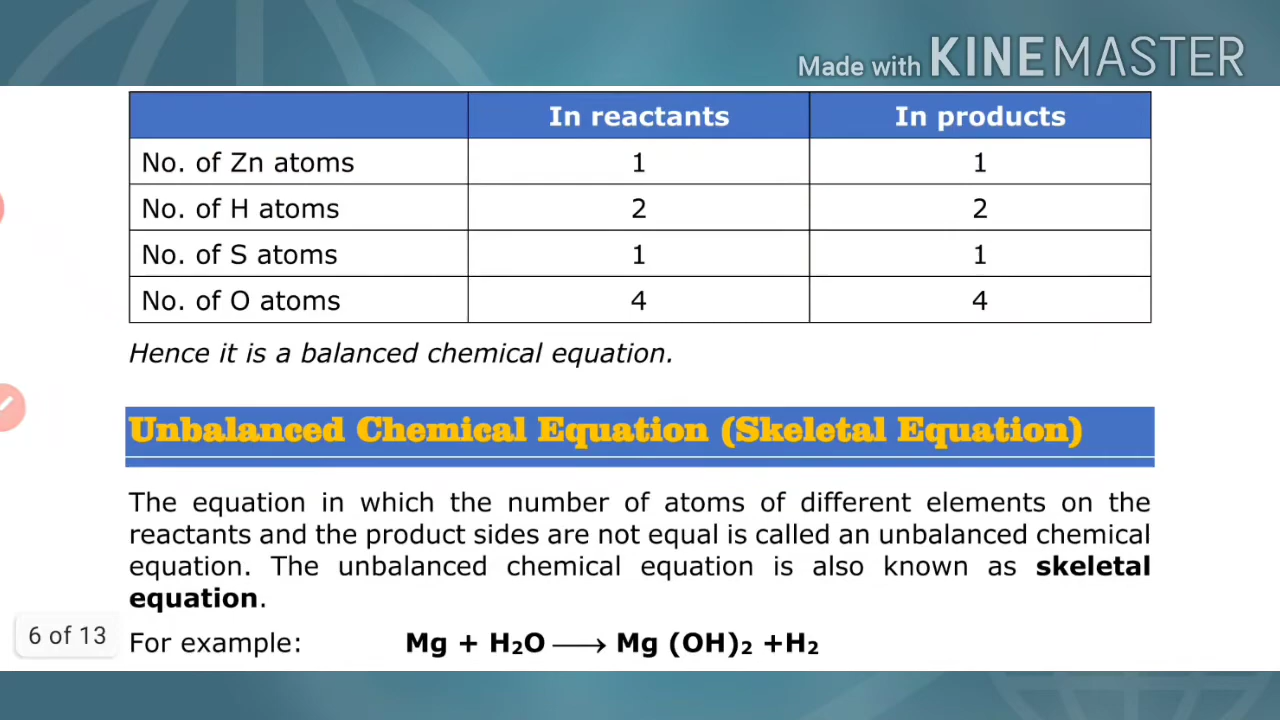 Made with KINEMASTER
In reactants In products
No. of Zn atoms 1 1
No. of H atoms 2 2
No. of S atoms 1 1
No. of O atoms 4 4
Hence it is a balanced chemical equation.
Unbalanced Chemical Equation (Skeletal Equation)
The equation in which the number of atoms of different elements on the
reactants and the product sides are not equal is called an unbalanced chemical
equation. The unbalanced chemical equation is also known as skeletal
equation.
6 of 13
For example: Mg + H₂O ⟶ Mg (OH)₂ +H₂